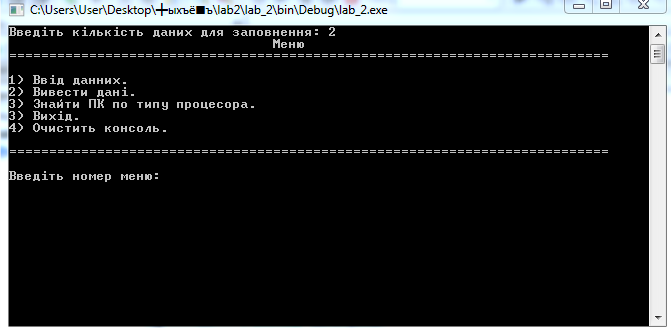 C:\Users\User\Desktop\╋ыхъё■ъ\lab2\lab_2\bin\Debug\lab_2.exe
Введіть кількість даних для заповнення: 2
Меню
===========================================================================
1) Ввід данних.
2) Вивести дані.
3) Знайти ПК по типу процесора.
3) Вихід.
4) Очистить консоль.
===========================================================================
Введіть номер меню: